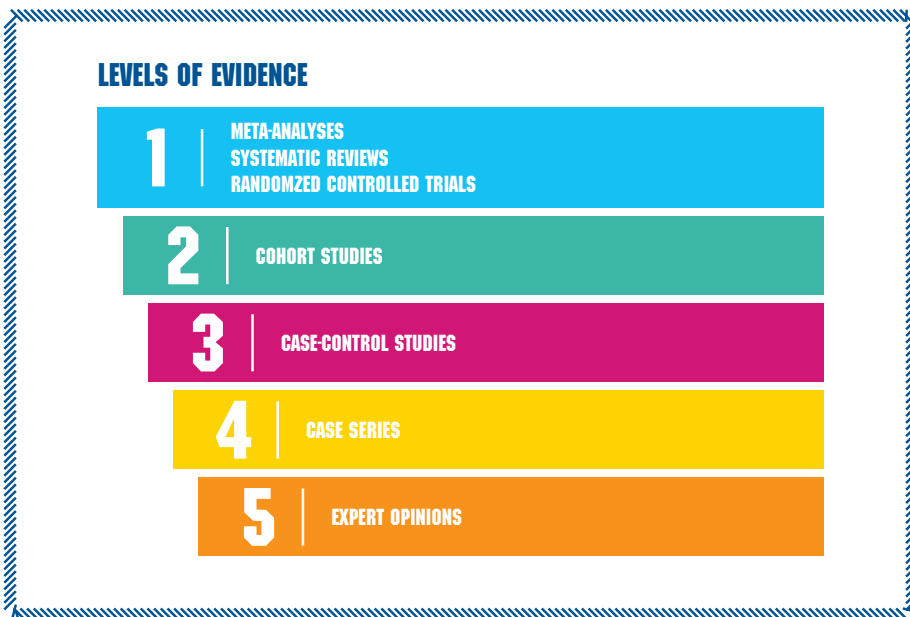 LEVELS OF EVIDENCE
1
META-ANALYSES
SYSTEMATIC REVIEWS
RANDOMZED CONTROLLED TRIALS
2
COHORT STUDIES
3
CASE-CONTROL STUDIES
4
CASE SERIES
5
EXPERT OPINIONS